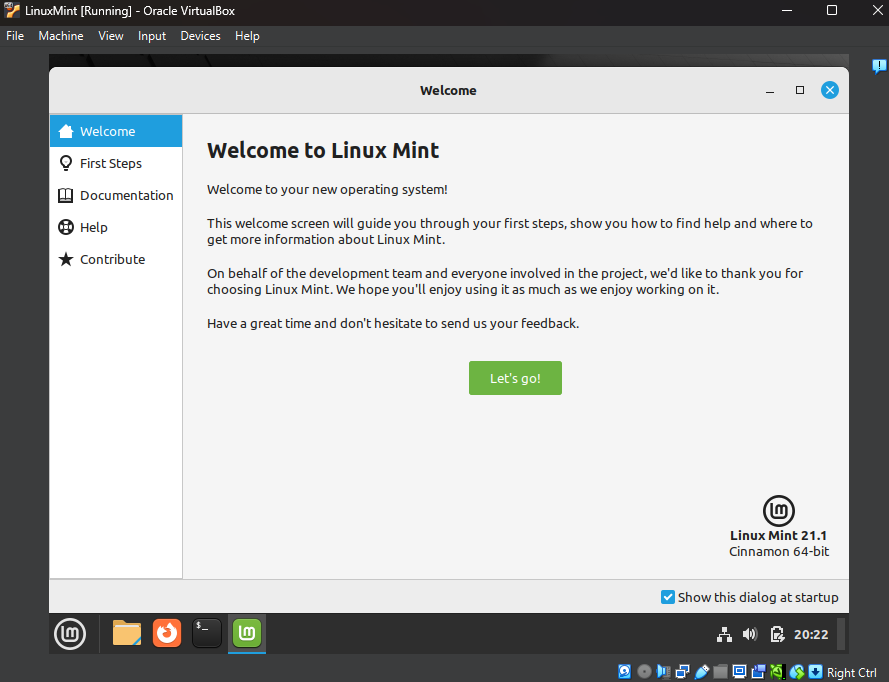 LinuxMint [Running] - Oracle VirtualBox
File Machine View Input Devices Help
Welcome
Welcome
First Steps
Documentation
Help
Contribute
Welcome to Linux Mint
Welcome to your new operating system!
This welcome screen will guide you through your first steps, show you how to find help and where to
get more information about Linux Mint.
On behalf of the development team and everyone involved in the project, we'd like to thank you for
choosing Linux Mint. We hope you'll enjoy using it as much as we enjoy working on it.
Have a great time and don't hesitate to send us your feedback.
Let's go!
Linux Mint 21.1
Cinnamon 64-bit
Show this dialog at startup
$_
20:22
Right Ctrl